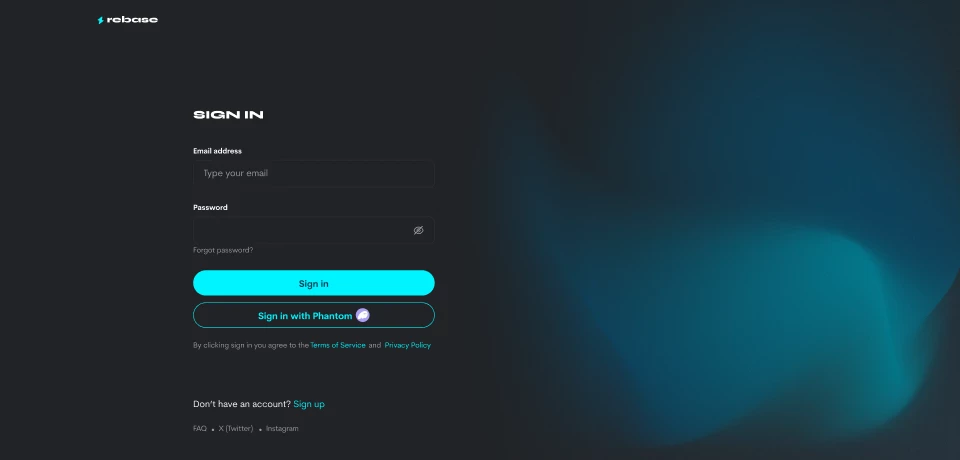 rebase
SIGN IN
Email address
Type your email
Password
Forgot password?
Sign in
Sign in with Phantom
By clicking sign in you agree to the Terms of Service and Privacy Policy
Don't have an account? Sign up
FAQ • X (Twitter) • Instagram